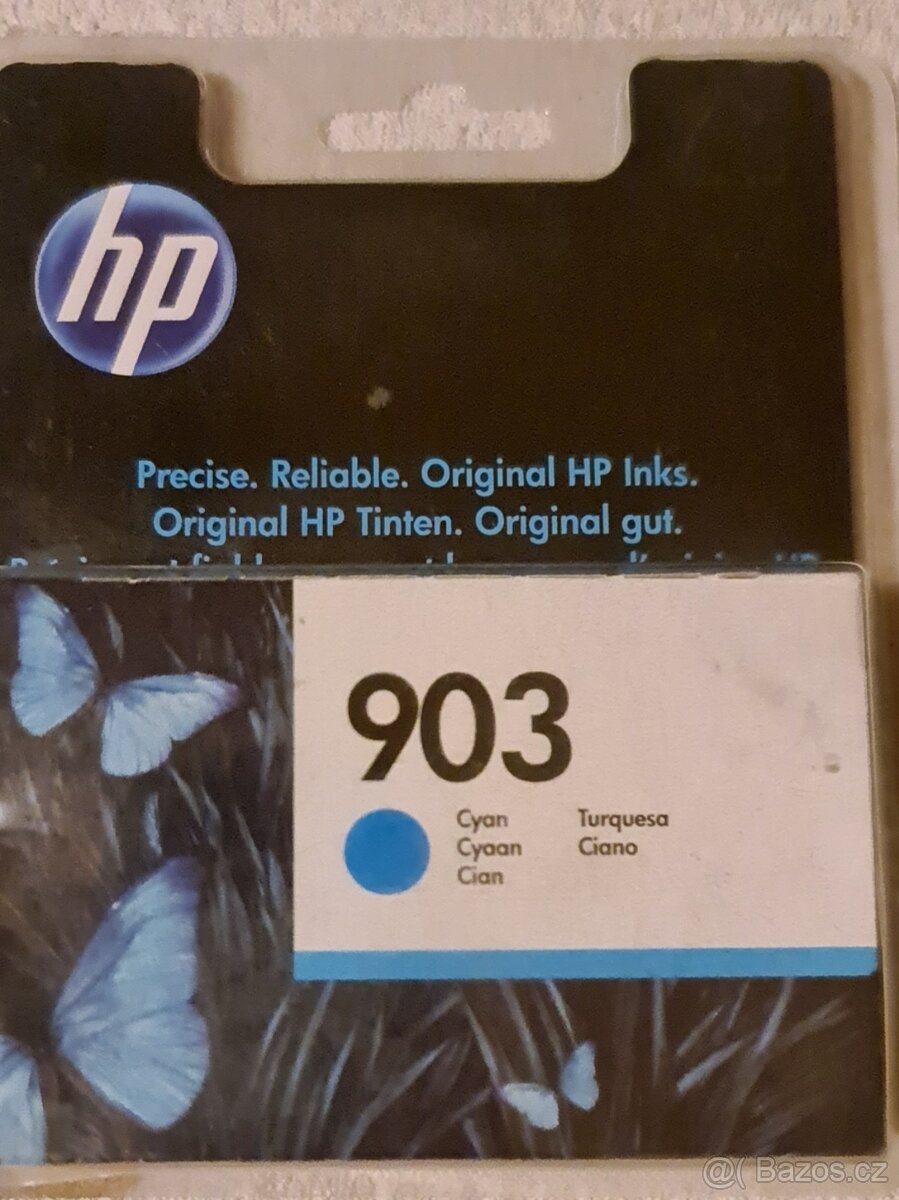 hp
Precise. Reliable. Original HP Inks.
Original HP Tinten. Original gut.
903
Cyan
Cyaan
Cian
Turquesa
Ciano
@( Bazos.cz